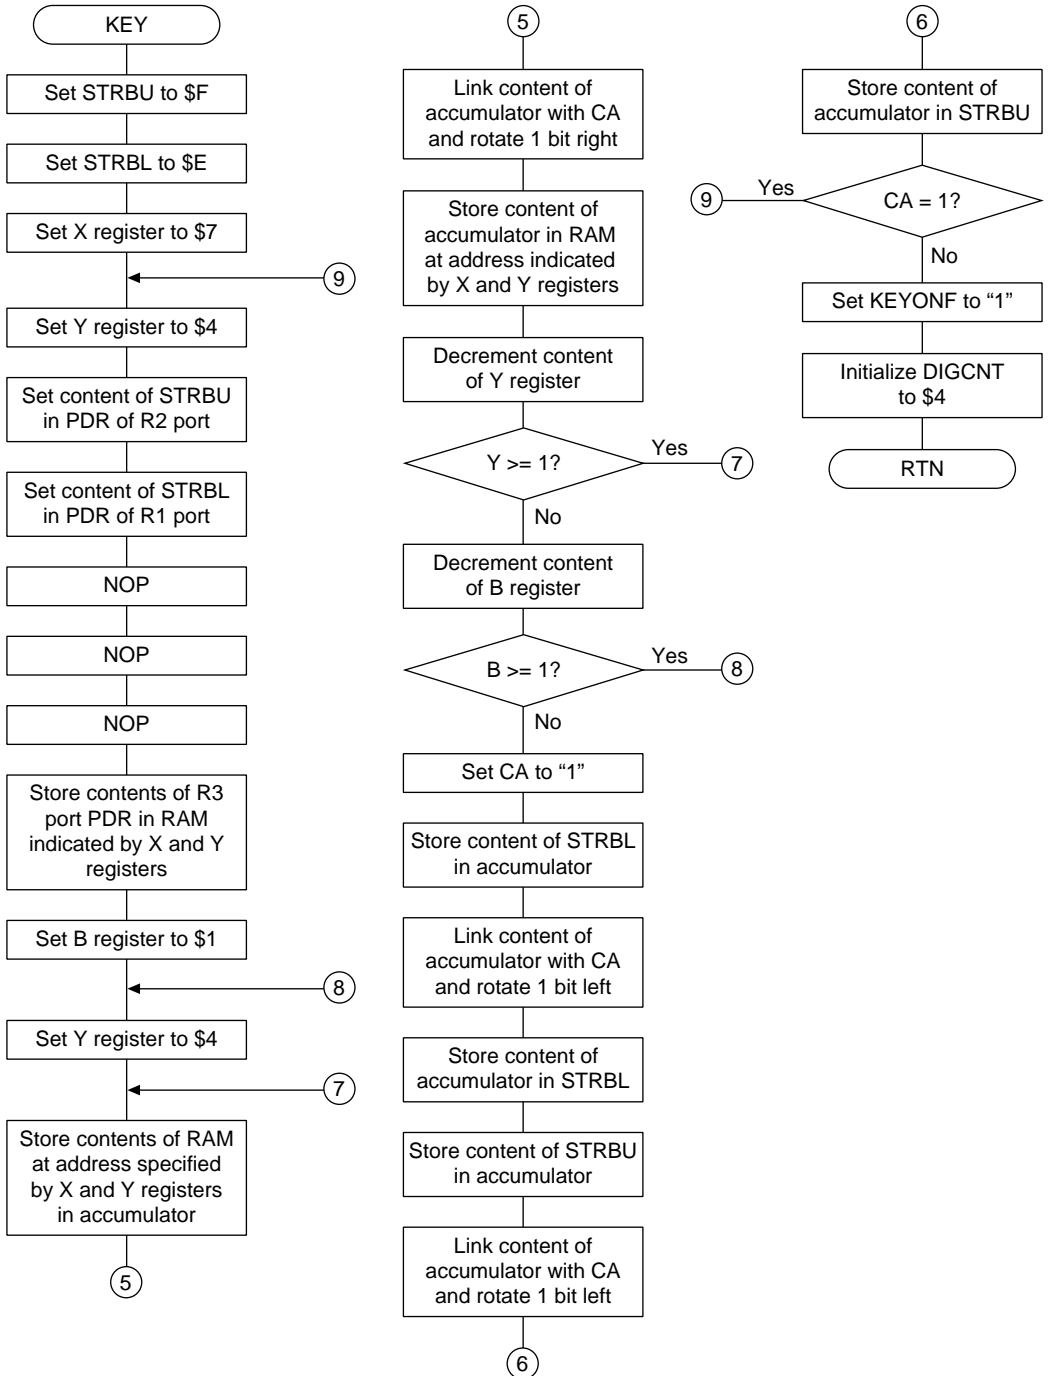 KEY
Set STRBU to $F
Set STRBL to $E
Set X register to $7
9
Set Y register to $4
Set content of STRBU
in PDR of R2 port
Set content of STRBL
in PDR of R1 port
NOP
NOP
NOP
Store contents of R3
port PDR in RAM
indicated by X and Y
registers
Set B register to $1
8
Set Y register to $4
7
Store contents of RAM
at address specified
by X and Y registers
in accumulator
5
5
Link content of
accumulator with CA
and rotate 1 bit right
Store content of
accumulator in RAM
at address indicated
by X and Y registers
Decrement content
of Y register
Y >= 1?
Yes
7
No
Decrement content
of B register
B >= 1?
Yes
8
No
Set CA to “1”
Store content of STRBL
in accumulator
Link content of
accumulator with CA
and rotate 1 bit left
Store content of
accumulator in STRBL
Store content of STRBU
in accumulator
Link content of
accumulator with CA
and rotate 1 bit left
6
6
Store content of
accumulator in STRBU
9
Yes
CA = 1?
No
Set KEYONF to “1”
Initialize DIGCNT
to $4
RTN